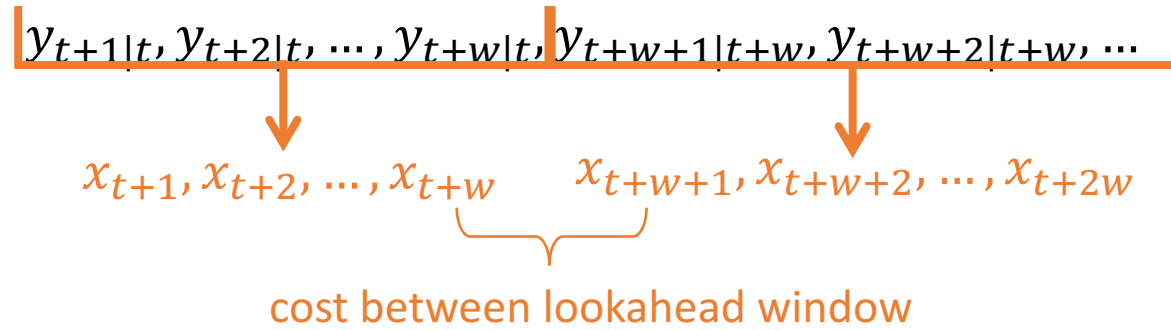 y_{t+1|t}, y_{t+2|t}, …, y_{t+w|t}, y_{t+w+1|t+w}, y_{t+w+2|t+w}, …
x_{t+1}, x_{t+2}, …, x_{t+w} x_{t+w+1}, x_{t+w+2}, …, x_{t+2w}
cost between lookahead window